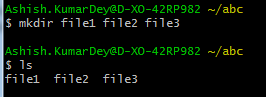 Ashish.KumarDey@D-XO-42RP982 ~/abc
$ mkdir file1 file2 file3
Ashish.KumarDey@D-XO-42RP982 ~/abc
$ ls
file1 file2 file3